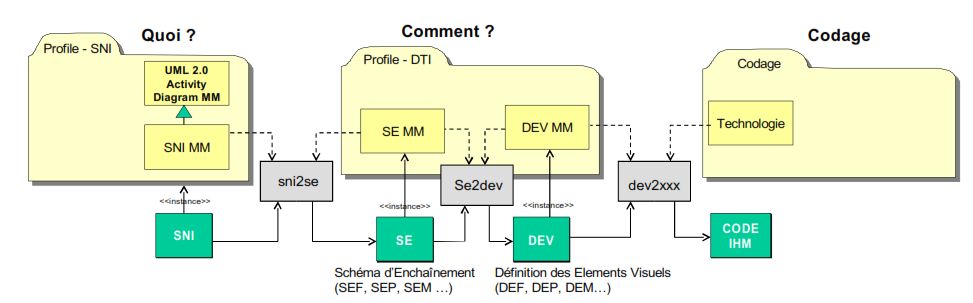 Quoi ?
Comment ?
Codage
Profile - SNI
UML 2.0
Activity
Diagram MM
SNI MM
Profile - DTI
SE MM
DEV MM
Codage
Technologie
sni2se
Se2dev
dev2xxx
<<instance>>
<<instance>>
<<instance>>
SNI
SE
DEV
CODE
IHM
Schéma d'Enchaînement
(SEF, SEP, SEM ...)
Définition des Elements Visuels
(DEF, DEP, DEM...)